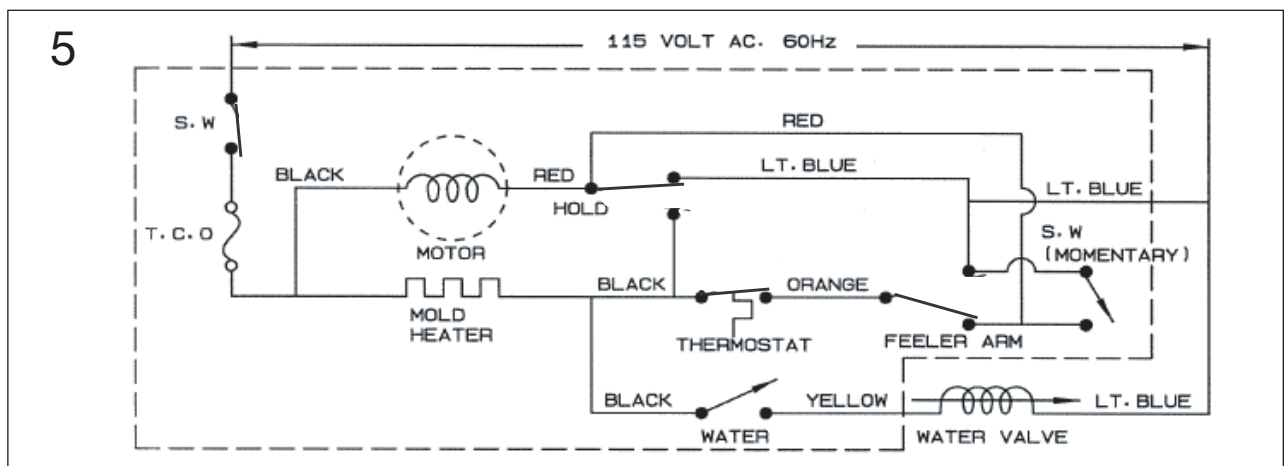 5
115 VOLT AC. 60Hz
S.W
RED
BLACK
RED
LT. BLUE
LT. BLUE
HOLD
T.C.O
S.W
(MOMENTARY)
MOTOR
BLACK
ORANGE
MOLD
HEATER
THERMOSTAT
FEELER ARM
BLACK
YELLOW
LT. BLUE
WATER
WATER VALVE